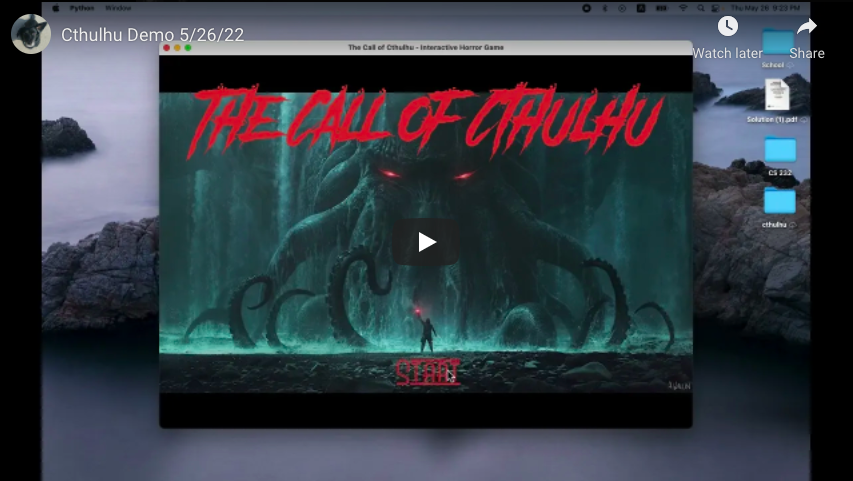 Python Window
Thu May 26 9:23 PM
Cthulhu Demo 5/26/22
Watch later
Share
The Call of Cthulhu - Interactive Horror Game
THE CALL OF CTHULHU
School
Solution (1).pdf
CS 232
cthulhu
START